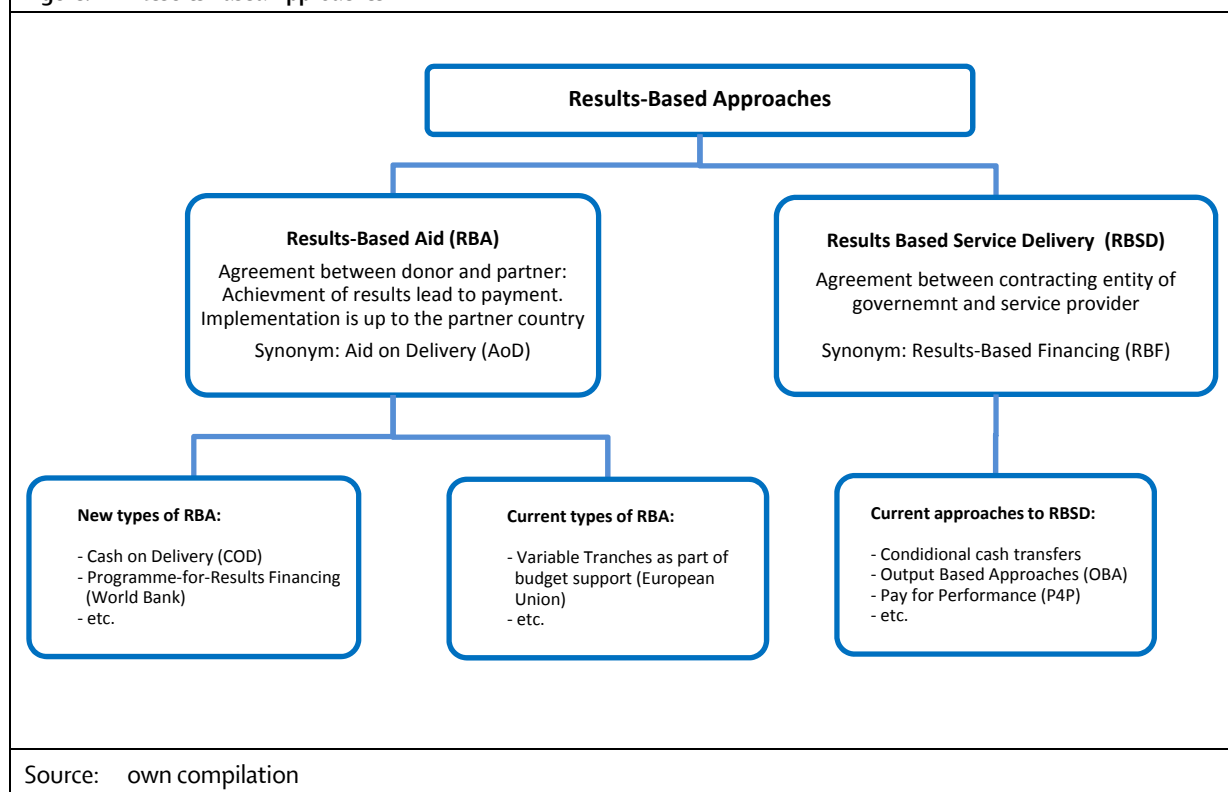 Results-Based Approaches
Results-Based Aid (RBA)
Agreement between donor and partner:
Achievment of results lead to payment.
Implementation is up to the partner country
Synonym: Aid on Delivery (AoD)
Results Based Service Delivery (RBSD)
Agreement between contracting entity of
governemnt and service provider
Synonym: Results-Based Financing (RBF)
New types of RBA:
- Cash on Delivery (COD)
- Programme-for-Results Financing
(World Bank)
- etc.
Current types of RBA:
- Variable Tranches as part of
budget support (European
Union)
- etc.
Current approaches to RBSD:
- Condidional cash transfers
- Output Based Approaches (OBA)
- Pay for Performance (P4P)
- etc.
Source: own compilation